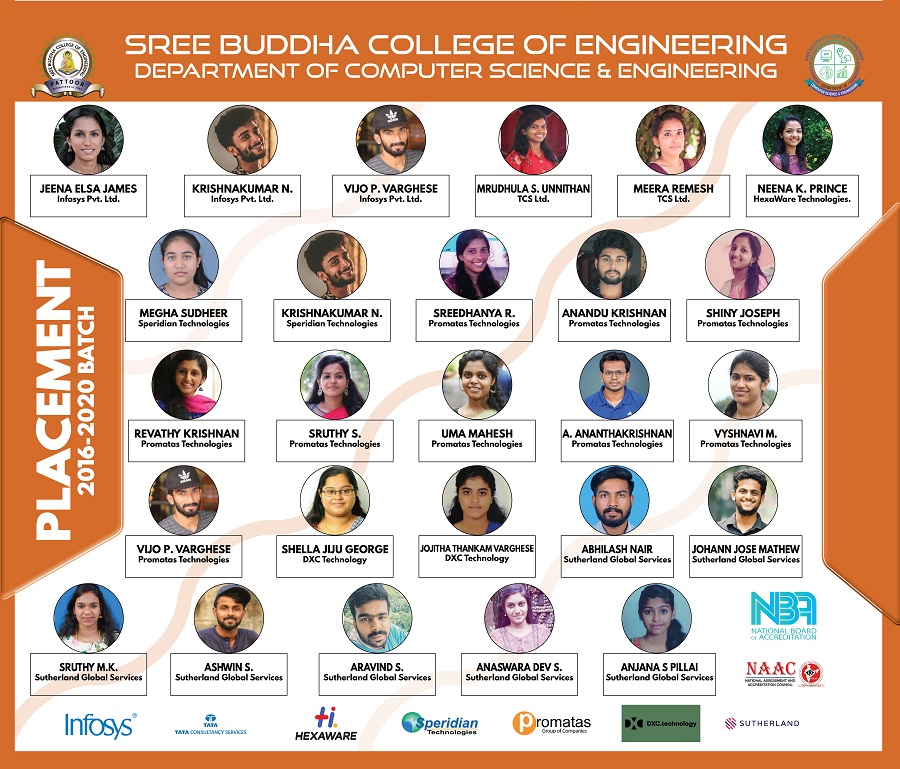 SREE BUDDHA COLLEGE OF ENGINEERING
DEPARTMENT OF COMPUTER SCIENCE & ENGINEERING
SREE BUDDHA COLLEGE OF ENGINEERING
PATTOOR
JEENA ELSA JAMES
Infosys Pvt. Ltd.
KRISHNAKUMAR N.
Infosys Pvt. Ltd.
VIJO P. VARGHESE
Infosys Pvt. Ltd.
MRUDHULA S. UNNITHAN
TCS Ltd.
MEERA REMESH
TCS Ltd.
NEENA K. PRINCE
HexaWare Technologies.
PLACEMENT
2016-2020 BATCH
MEGHA SUDHEER
Speridian Technologies
KRISHNAKUMAR N.
Speridian Technologies
SREEDHANYA R.
Promatas Technologies
ANANDU KRISHNAN
Promatas Technologies
SHINY JOSEPH
Promatas Technologies
REVATHY KRISHNAN
Promatas Technologies
SRUTHY S.
Promatas Technologies
UMA MAHESH
Promatas Technologies
A. ANANTHAKRISHNAN
Promatas Technologies
VYSHNAVI M.
Promatas Technologies
VIJO P. VARGHESE
Promatas Technologies
SHELLA JIJU GEORGE
DXC Technology
JOJITHA THANKAM VARGHESE
DXC Technology
ABHILASH NAIR
Sutherland Global Services
JOHANN JOSE MATHEW
Sutherland Global Services
SRUTHY M.K.
Sutherland Global Services
ASHWIN S.
Sutherland Global Services
ARAVIND S.
Sutherland Global Services
ANASWARA DEV S.
Sutherland Global Services
ANJANA S PILLAI
Sutherland Global Services
NBA
NATIONAL BOARD
OF ACCREDITATION
NAAC
NATIONAL ASSESSMENT AND
ACCREDITATION COUNCIL
Infosys®
TATA
TATA CONSULTANCY SERVICES
Hi
HEXAWARE
Speridian
Technologies
Promatas
Group of Companies
DXC.technology
SUTHERLAND